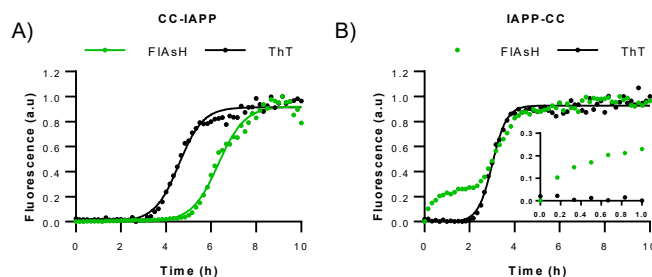 A)
CC-IAPP
FlAsH ThT
Fluorescence (a.u)
1.2
1.0
0.8
0.6
0.4
0.2
0.0
0 2 4 6 8 10
Time (h)
B)
IAPP-CC
FlAsH ThT
Fluorescence (a.u)
1.2
1.0
0.8
0.6
0.4
0.2
0.0
0 2 4 6 8 10
Time (h)
0.3
0.2
0.1
0.0
0.0 0.2 0.4 0.6 0.8 1.0